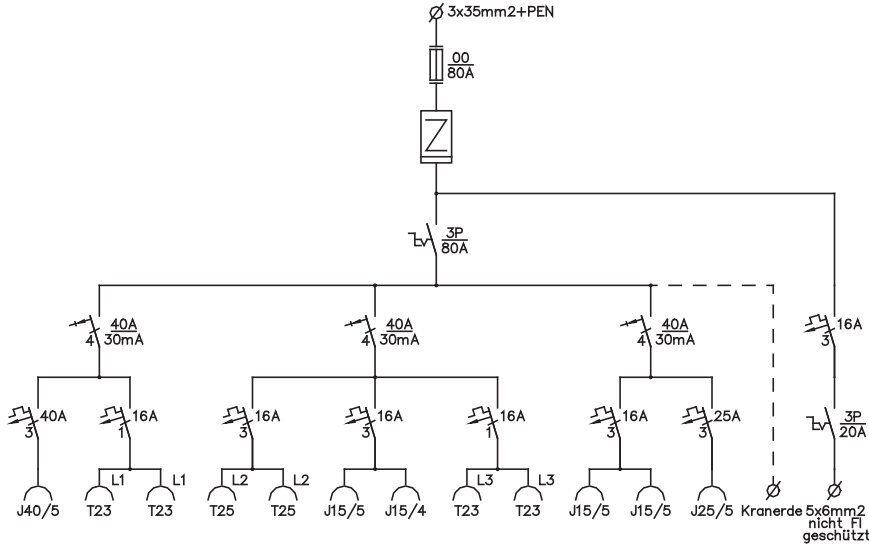 3x35mm2+PEN
00
80A
Z
3P
80A
40A
30mA
4
40A
30mA
4
40A
30mA
4
16A
3
40A
3
16A
1
16A
3
16A
3
16A
1
16A
3
25A
3
3P
20A
L1
L1
L2
L2
L3
L3
J40/5
T23
T23
T25
T25
J15/5
J15/4
T23
T23
J15/5
J15/5
J25/5
Kranerde
5x6mm2
nicht FI
geschützt